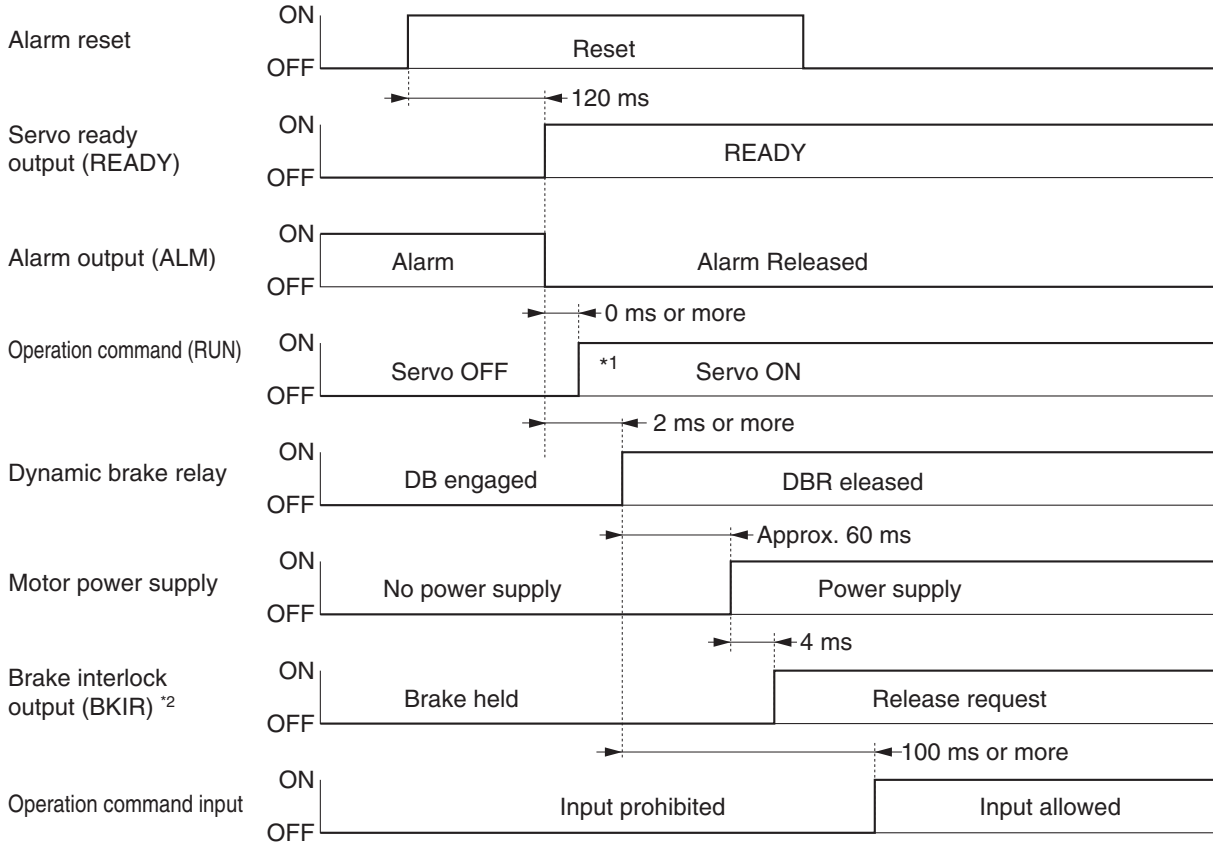 ON
Alarm reset
Reset
OFF
120 ms
ON
Servo ready
output (READY)
READY
OFF
ON
Alarm output (ALM)
Alarm
Alarm Released
OFF
0 ms or more
ON
Operation command (RUN)
Servo OFF
*1
Servo ON
OFF
2 ms or more
ON
Dynamic brake relay
DB engaged
DBR eleased
OFF
Approx. 60 ms
ON
Motor power supply
No power supply
Power supply
OFF
4 ms
ON
Brake interlock
output (BKIR) *2
Brake held
Release request
OFF
100 ms or more
ON
Operation command input
Input prohibited
Input allowed
OFF